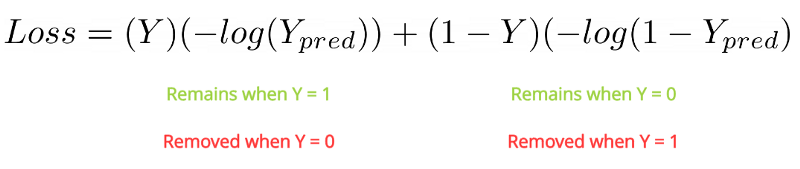 Loss = (Y)(−log(Y_pred)) + (1 − Y)(−log(1 − Y_pred)
Remains when Y = 1 Remains when Y = 0
Removed when Y = 0 Removed when Y = 1